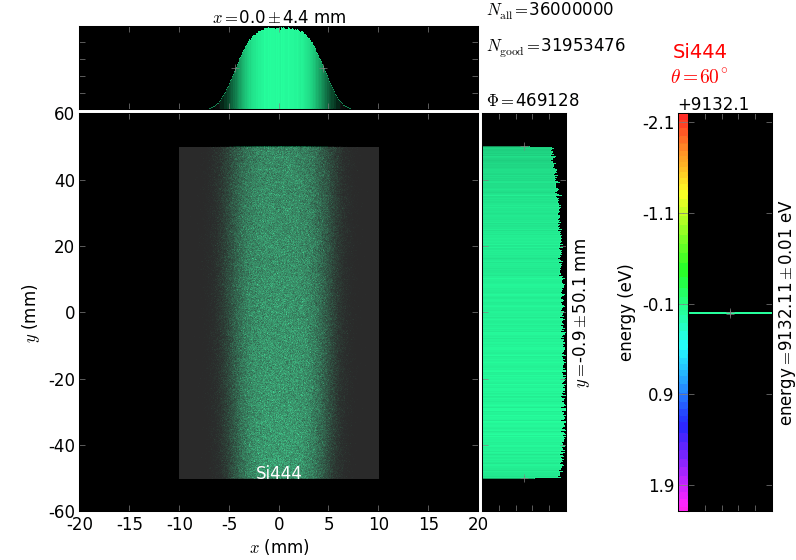 x=0.0±4.4 mm
N_all=36000000
N_good=31953476
Φ=469128
Si444
θ=60°
+9132.1
60
40
20
0
-20
-40
-60
y (mm)
Si444
-20
-15
-10
-5
0
5
10
15
20
x (mm)
y=-0.9±50.1 mm
-2.1
-1.1
-0.1
0.9
1.9
energy (eV)
energy=9132.11±0.01 eV